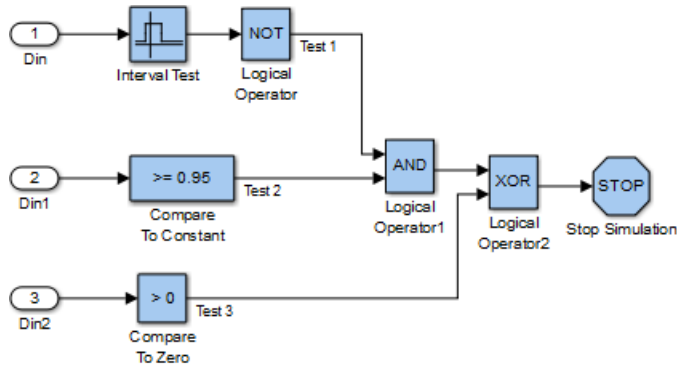 1
Din
Interval Test
NOT
Logical
Operator
Test 1
2
Din1
>= 0.95
Compare
To Constant
Test 2
AND
Logical
Operator1
XOR
Logical
Operator2
STOP
Stop Simulation
3
Din2
> 0
Compare
To Zero
Test 3